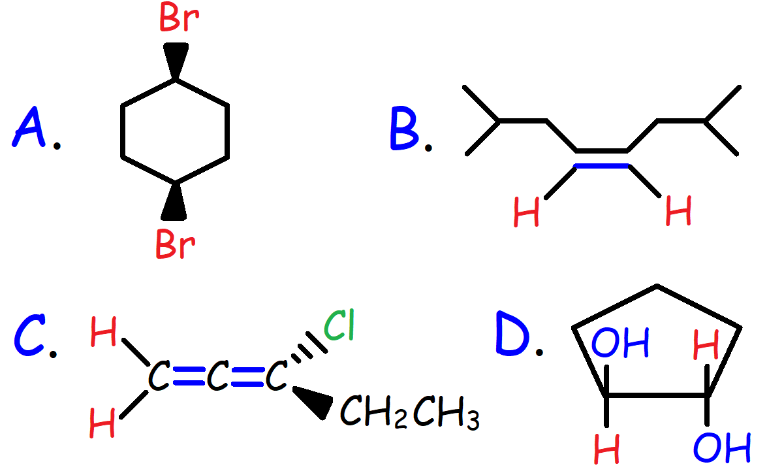 Br
A.
Br
B.
H H
C.
H
C C C
Cl
H
CH2CH3
D.
OH H
H OH